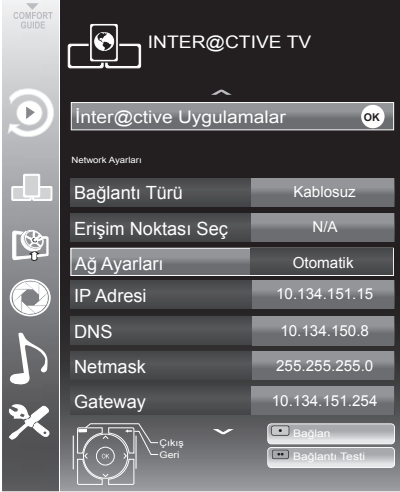 COMFORT
GUIDE
INTER@CTIVE TV
İnter@ctive Uygulamalar OK
Network Ayarları
Bağlantı Türü Kablosuz
Erişim Noktası Seç N/A
Ağ Ayarları Otomatik
IP Adresi 10.134.151.15
DNS 10.134.150.8
Netmask 255.255.255.0
Gateway 10.134.151.254
OK
Çıkış
Geri
Bağlan
Bağlantı Testi